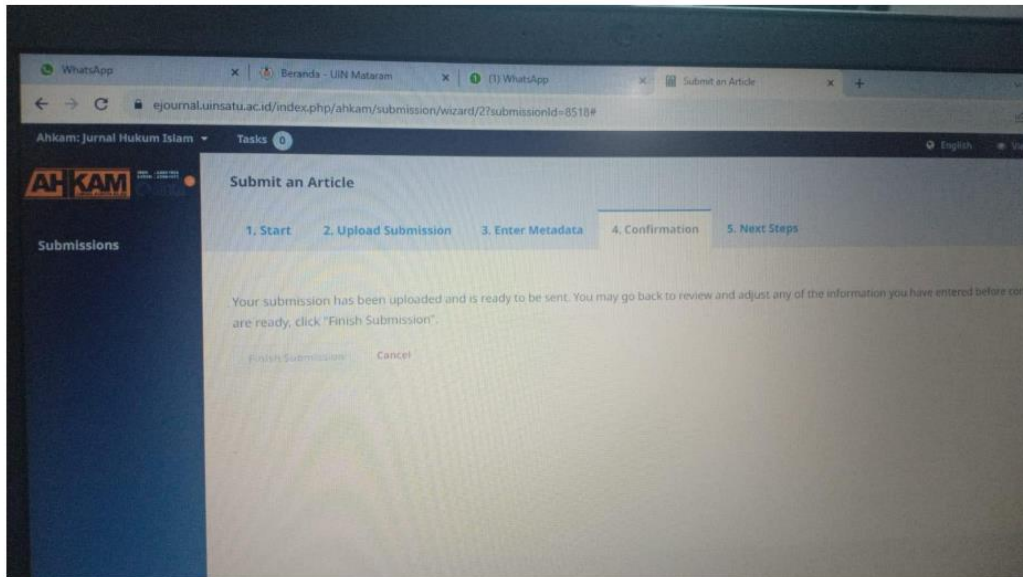 WhatsApp
Beranda - UIN Mataram
(1) WhatsApp
Submit an Article
ejournal.uinsatu.ac.id/index.php/ahkam/submission/wizard/2?submissionId=8518#
Ahkam: Jurnal Hukum Islam
Tasks 0
English
AHKAM
Submit an Article
Submissions
1. Start 2. Upload Submission 3. Enter Metadata 4. Confirmation 5. Next Steps
Your submission has been uploaded and is ready to be sent. You may go back to review and adjust any of the information you have entered before
are ready, click "Finish Submission".
Finish Submission Cancel